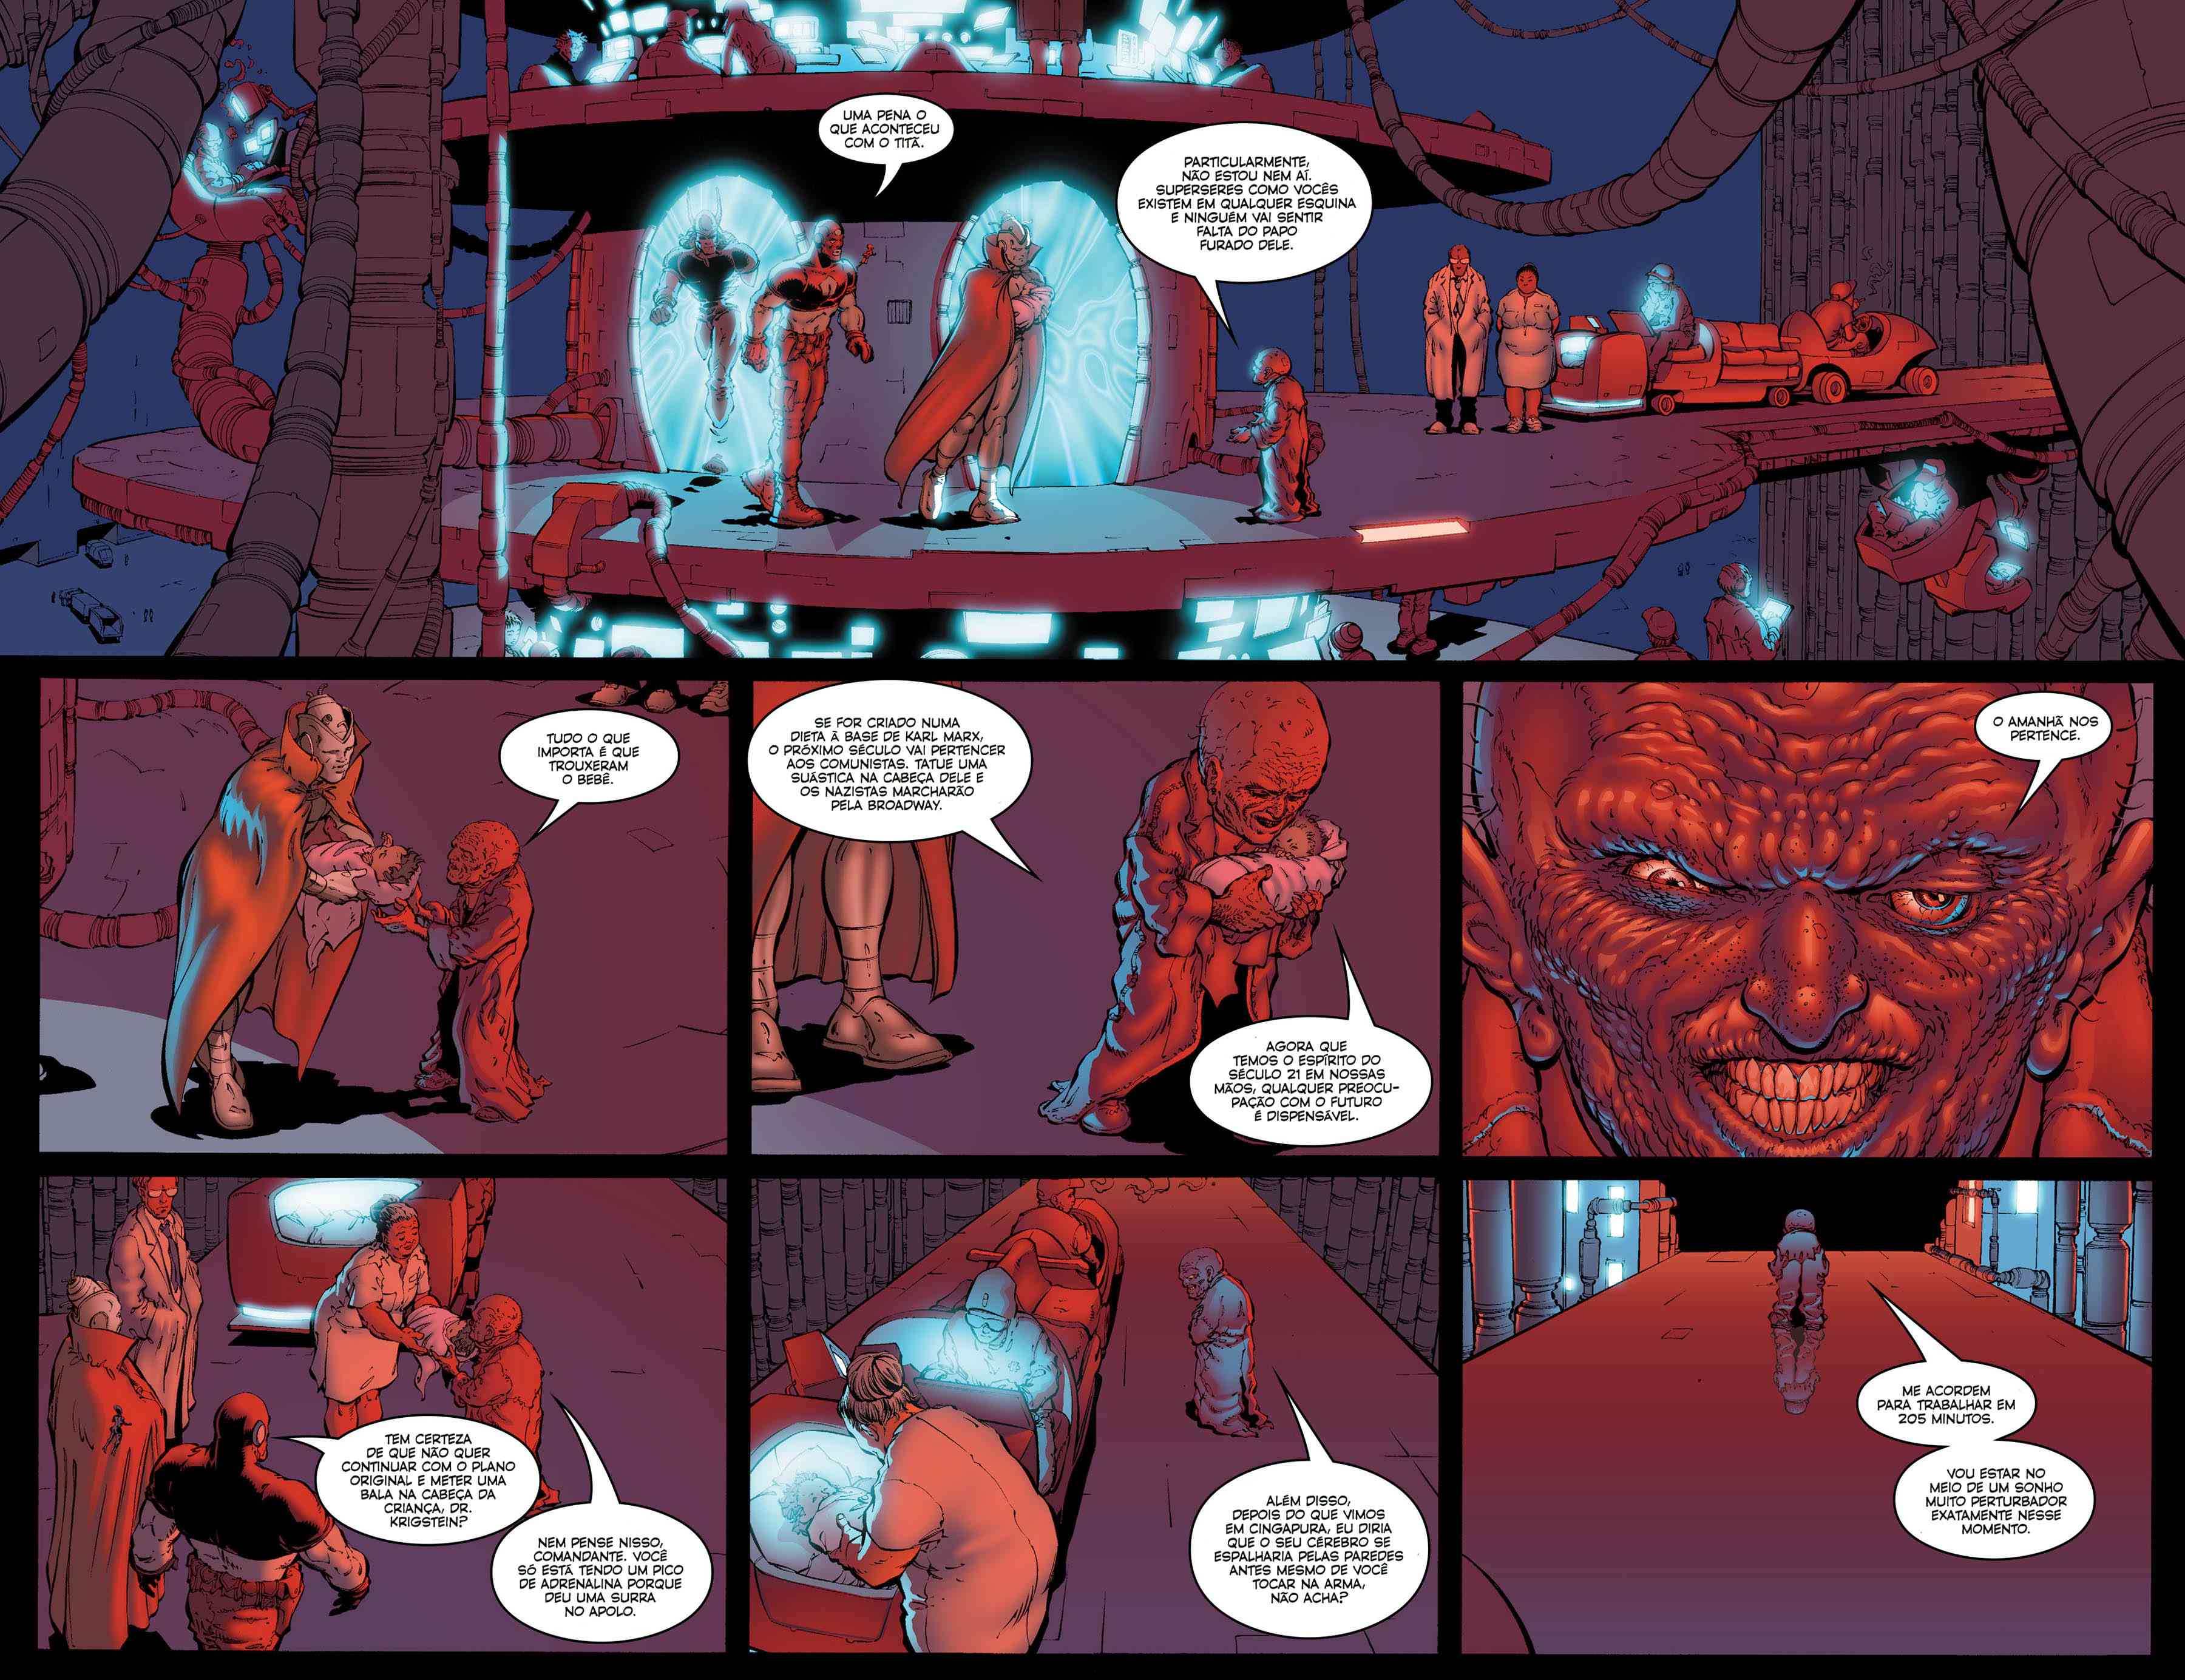 UMA PENA O
QUE ACONTECEU
COM O TITÃ.
PARTICULARMENTE,
NÃO ESTOU NEM AÍ.
SUPERSERES COMO VOCÊS
EXISTEM EM QUALQUER ESQUINA
E NINGUÉM VAI SENTIR
FALTA DO PAPO
FURADO DELE.
TUDO O QUE
IMPORTA É QUE
TROUXERAM
O BEBÊ.
SE FOR CRIADO NUMA
DIETA À BASE DE KARL MARX,
O PRÓXIMO SÉCULO VAI PERTENCER
AOS COMUNISTAS. TATUE UMA
SUÁSTICA NA CABEÇA DELE E
OS NAZISTAS MARCHARÃO
PELA BROADWAY.
AGORA QUE
TEMOS O ESPÍRITO DO
SÉCULO 21 EM NOSSAS
MÃOS, QUALQUER PREOCU-
PAÇÃO COM O FUTURO
É DISPENSÁVEL.
O AMANHÃ NOS
PERTENCE.
TEM CERTEZA
DE QUE NÃO QUER
CONTINUAR COM O PLANO
ORIGINAL E METER UMA
BALA NA CABEÇA DA
CRIANÇA, DR.
KRIGSTEIN?
NEM PENSE NISSO,
COMANDANTE. VOCÊ
SÓ ESTÁ TENDO UM PICO
DE ADRENALINA PORQUE
DEU UMA SURRA
NO APOLO.
ALÉM DISSO,
DEPOIS DO QUE VIMOS
EM CINGAPURA, EU DIRIA
QUE O SEU CÉREBRO SE
ESPALHARIA PELAS PAREDES
ANTES MESMO DE VOCÊ
TOCAR NA ARMA,
NÃO ACHA?
ME ACORDEM
PARA TRABALHAR EM
205 MINUTOS.
VOU ESTAR NO
MEIO DE UM SONHO
MUITO PERTURBADOR
EXATAMENTE NESSE
MOMENTO.